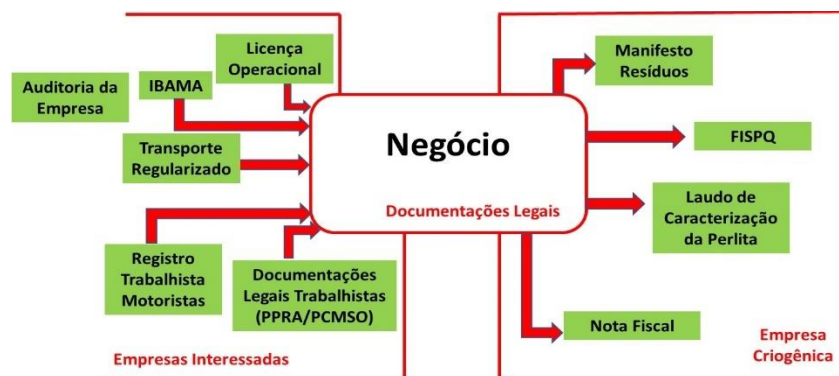 Licença
Operacional
Auditoria da
Empresa
IBAMA
Transporte
Regularizado
Registro
Trabalhista
Motoristas
Documentações
Legais Trabalhistas
(PPRA/PCMSO)
Empresas Interessadas
Negócio
Documentações Legais
Manifesto
Resíduos
FISPQ
Laudo de
Caracterização
da Perlita
Nota Fiscal
Empresa
Criogênica